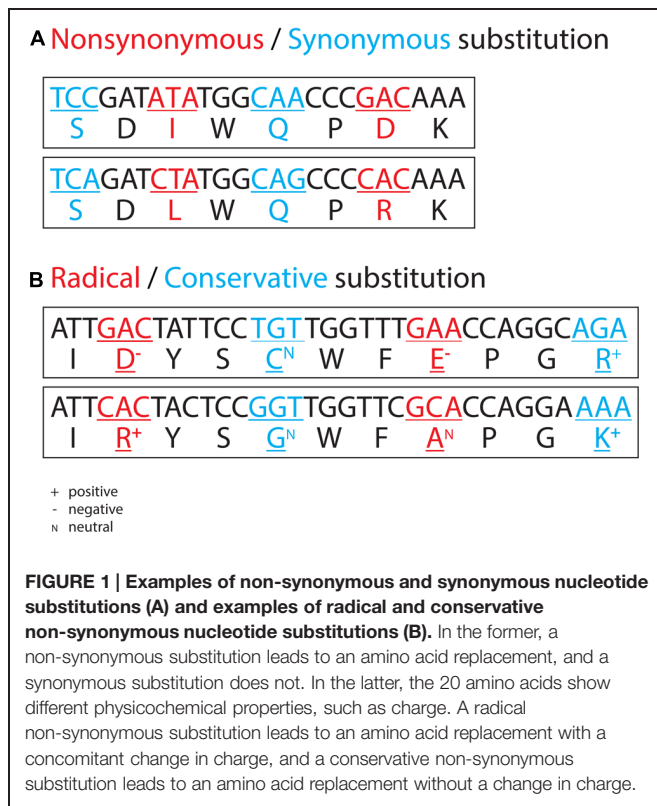 A Nonsynonymous / Synonymous substitution
TCCGATATATGGCAACCCGACAAA
S D I W Q P D K
TCAGATCTATGGCAGCCCCACAAA
S D L W Q P R K
B Radical / Conservative substitution
ATTGACTATTCCTGTTGGTTTGAACCAGGCAGA
I D⁻ Y S Cᴺ W F E⁻ P G R⁺
ATTCACTACTCCGGTTGGTTCGCACCAGGAAAA
I R⁺ Y S Gᴺ W F Aᴺ P G K⁺
+ positive
- negative
N neutral
FIGURE 1 | Examples of non-synonymous and synonymous nucleotide
substitutions (A) and examples of radical and conservative
non-synonymous nucleotide substitutions (B). In the former, a
non-synonymous substitution leads to an amino acid replacement, and a
synonymous substitution does not. In the latter, the 20 amino acids show
different physicochemical properties, such as charge. A radical
non-synonymous substitution leads to an amino acid replacement with a
concomitant change in charge, and a conservative non-synonymous
substitution leads to an amino acid replacement without a change in charge.